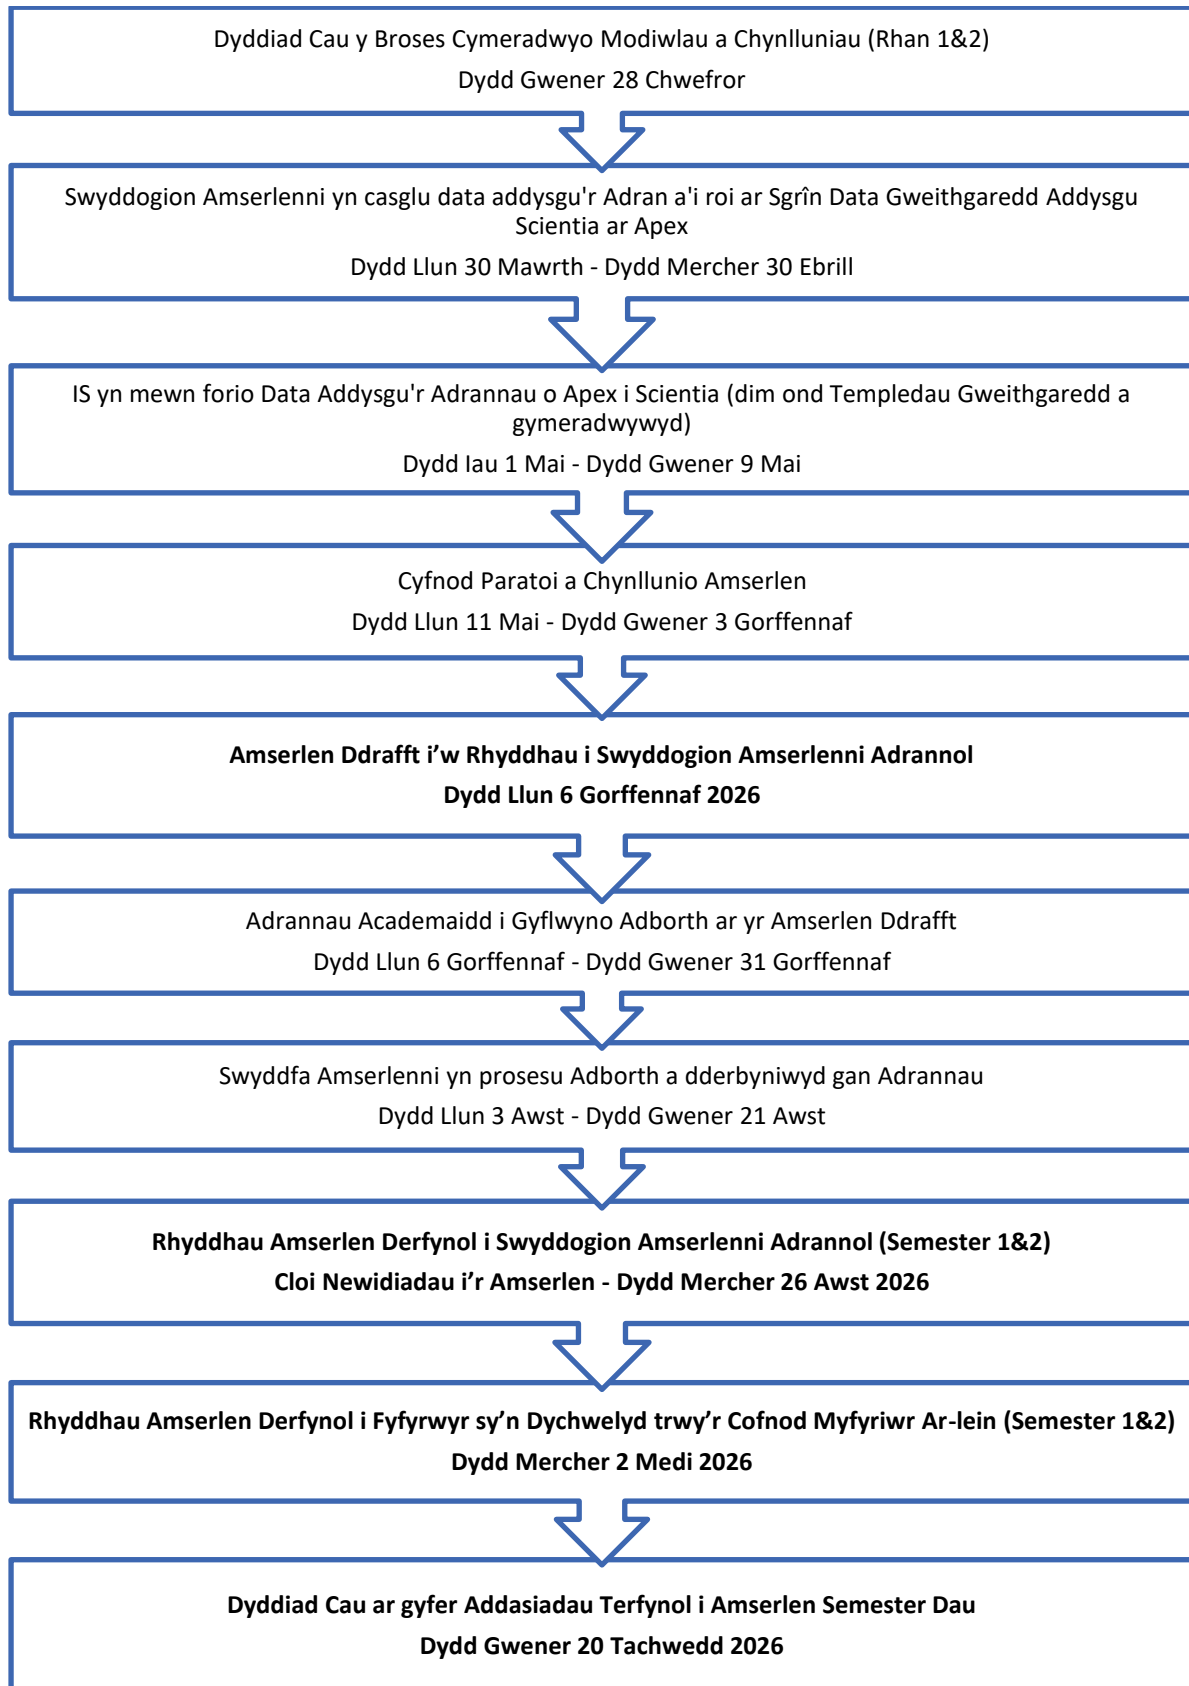 Dyddiad Cau y Broses Cymeradwyo Modiwlau a Chynlluniau (Rhan 1&2)
Dydd Gwener 28 Chwefror
Swyddogion Amserlenni yn casglu data addysgu'r Adran a'i roi ar Sgrîn Data Gweithgaredd Addysgu
Scientia ar Apex
Dydd Llun 30 Mawrth - Dydd Mercher 30 Ebrill
IS yn mewn forio Data Addysgu'r Adrannau o Apex i Scientia (dim ond Templedau Gweithgaredd a
gymeradwywyd)
Dydd Iau 1 Mai - Dydd Gwener 9 Mai
Cyfnod Paratoi a Chynllunio Amserlen
Dydd Llun 11 Mai - Dydd Gwener 3 Gorffennaf
Amserlen Ddrafft i’w Rhyddhau i Swyddogion Amserlenni Adrannol
Dydd Llun 6 Gorffennaf 2026
Adrannau Academaidd i Gyflwyno Adborth ar yr Amserlen Ddrafft
Dydd Llun 6 Gorffennaf - Dydd Gwener 31 Gorffennaf
Swyddfa Amserlenni yn prosesu Adborth a dderbyniwyd gan Adrannau
Dydd Llun 3 Awst - Dydd Gwener 21 Awst
Rhyddhau Amserlen Derfynol i Swyddogion Amserlenni Adrannol (Semester 1&2)
Cloi Newidiadau i’r Amserlen - Dydd Mercher 26 Awst 2026
Rhyddhau Amserlen Derfynol i Fyfyrwyr sy’n Dychwelyd trwy’r Cofnod Myfyriwr Ar-lein (Semester 1&2)
Dydd Mercher 2 Medi 2026
Dyddiad Cau ar gyfer Addasiadau Terfynol i Amserlen Semester Dau
Dydd Gwener 20 Tachwedd 2026